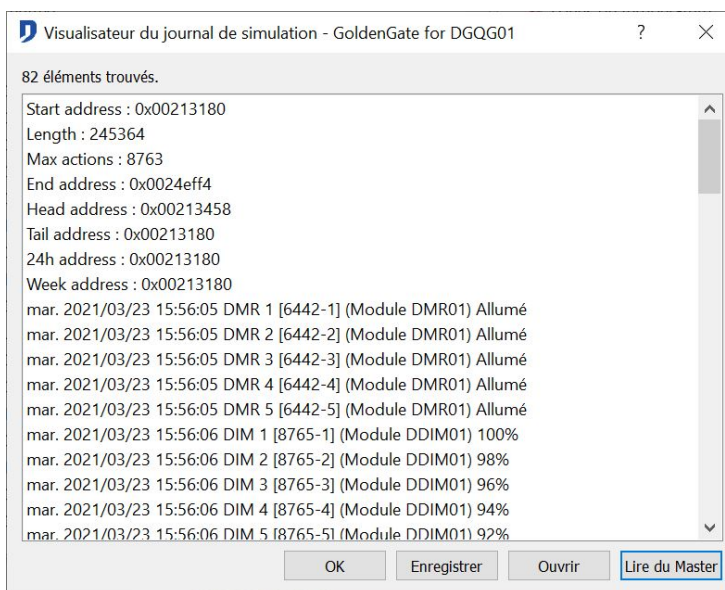 Visualisateur du journal de simulation - GoldenGate for DGQG01
82 éléments trouvés.
Start address : 0x00213180
Length : 245364
Max actions : 8763
End address : 0x0024eff4
Head address : 0x00213458
Tail address : 0x00213180
24h address : 0x00213180
Week address : 0x00213180
mar. 2021/03/23 15:56:05 DMR 1 [6442-1] (Module DMR01) Allumé
mar. 2021/03/23 15:56:05 DMR 2 [6442-2] (Module DMR01) Allumé
mar. 2021/03/23 15:56:05 DMR 3 [6442-3] (Module DMR01) Allumé
mar. 2021/03/23 15:56:05 DMR 4 [6442-4] (Module DMR01) Allumé
mar. 2021/03/23 15:56:05 DMR 5 [6442-5] (Module DMR01) Allumé
mar. 2021/03/23 15:56:06 DIM 1 [8765-1] (Module DDIM01) 100%
mar. 2021/03/23 15:56:06 DIM 2 [8765-2] (Module DDIM01) 98%
mar. 2021/03/23 15:56:06 DIM 3 [8765-3] (Module DDIM01) 96%
mar. 2021/03/23 15:56:06 DIM 4 [8765-4] (Module DDIM01) 94%
mar. 2021/03/23 15:56:06 DIM 5 [8765-5] (Module DDIM01) 92%
OK Enregistrer Ouvrir Lire du Master